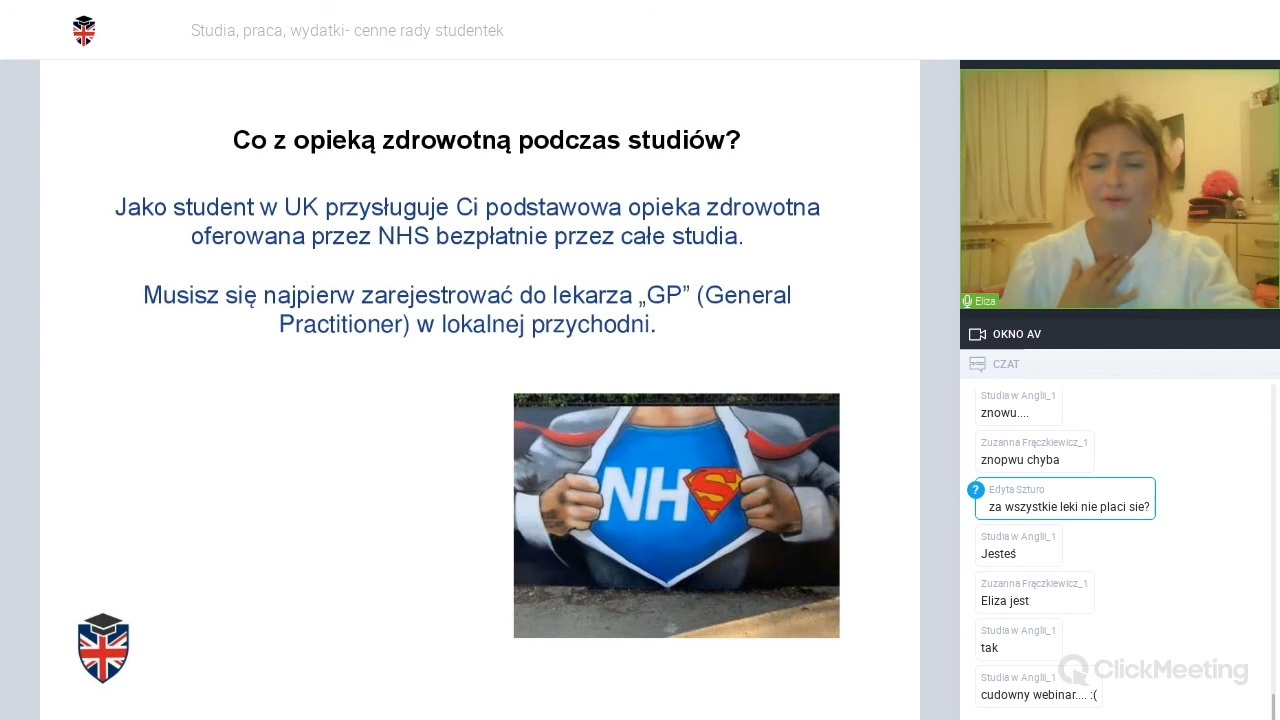 Studia, praca, wydatki- cenne rady studentek
Co z opieką zdrowotną podczas studiów?
Jako student w UK przysługuje Ci podstawowa opieka zdrowotna
oferowana przez NHS bezpłatnie przez całe studia.
Musisz się najpierw zarejestrować do lekarza „GP” (General
Practitioner) w lokalnej przychodni.
NHS
Eliza
OKNO AV
CZAT
Studia w Anglii_1
znowu....
Zuzanna Frączkiewicz_1
znopwu chyba
?
Edyta Szturo
za wszystkie leki nie placi sie?
Studia w Anglii_1
Jesteś
Zuzanna Frączkiewicz_1
Eliza jest
Studia w Anglii_1
tak
ClickMeeting
Studia w Anglii_1
cudowny webinar.... :(